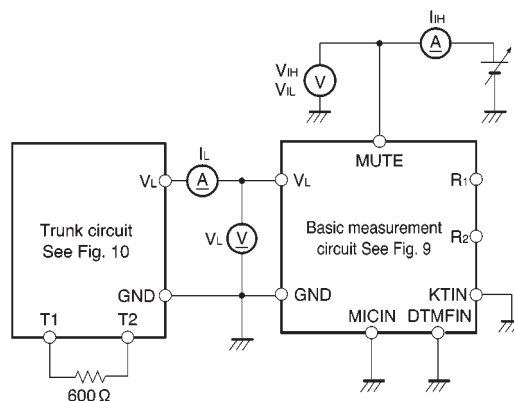 IIH
A
VIH
VIL
V
MUTE
IL
VL
A
VL
R1
Trunk circuit
See Fig. 10
VL
V
Basic measurement
circuit See Fig. 9
R2
GND
GND
KTIN
T1
T2
MICIN
DTMFIN
600Ω